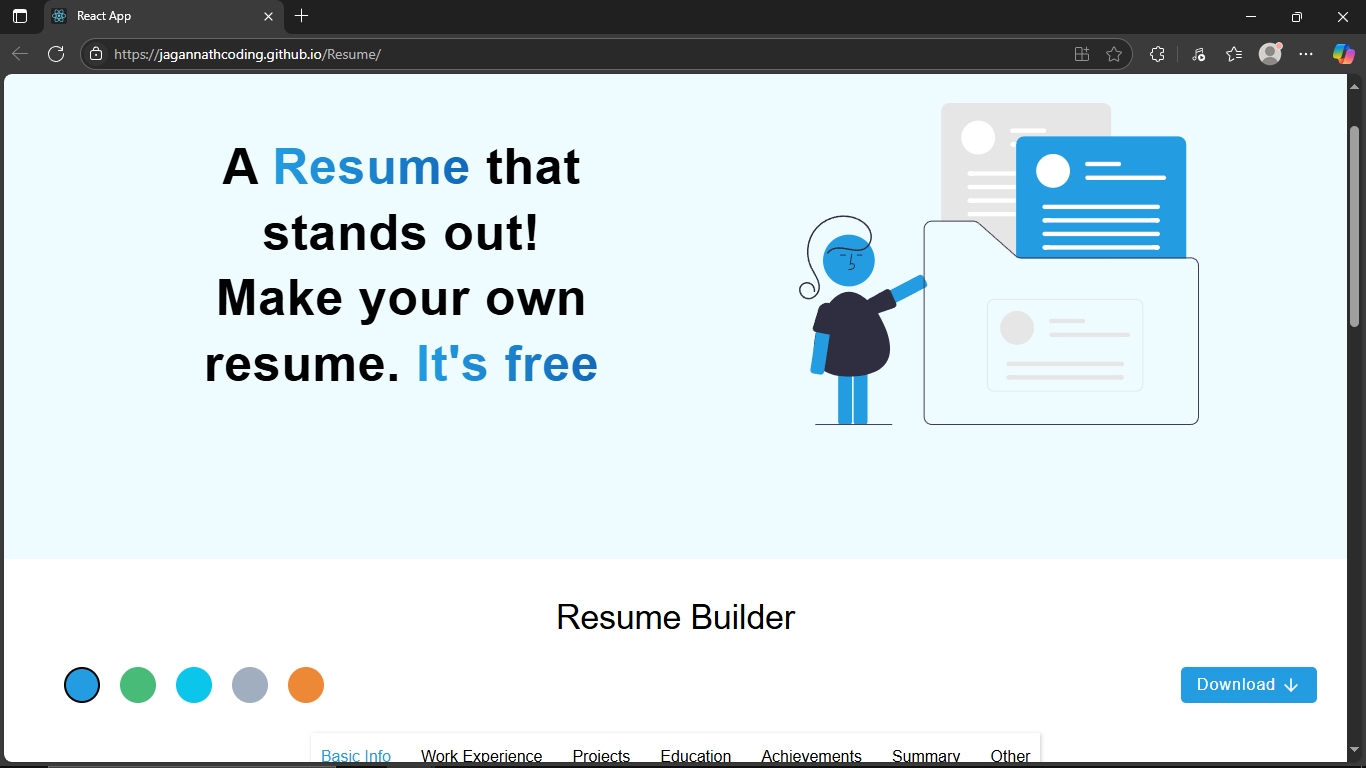 React App
https://jagannathcoding.github.io/Resume/
A Resume that
stands out!
Make your own
resume. It's free
Resume Builder
Download
Basic Info Work Experience Projects Education Achievements Summary Other